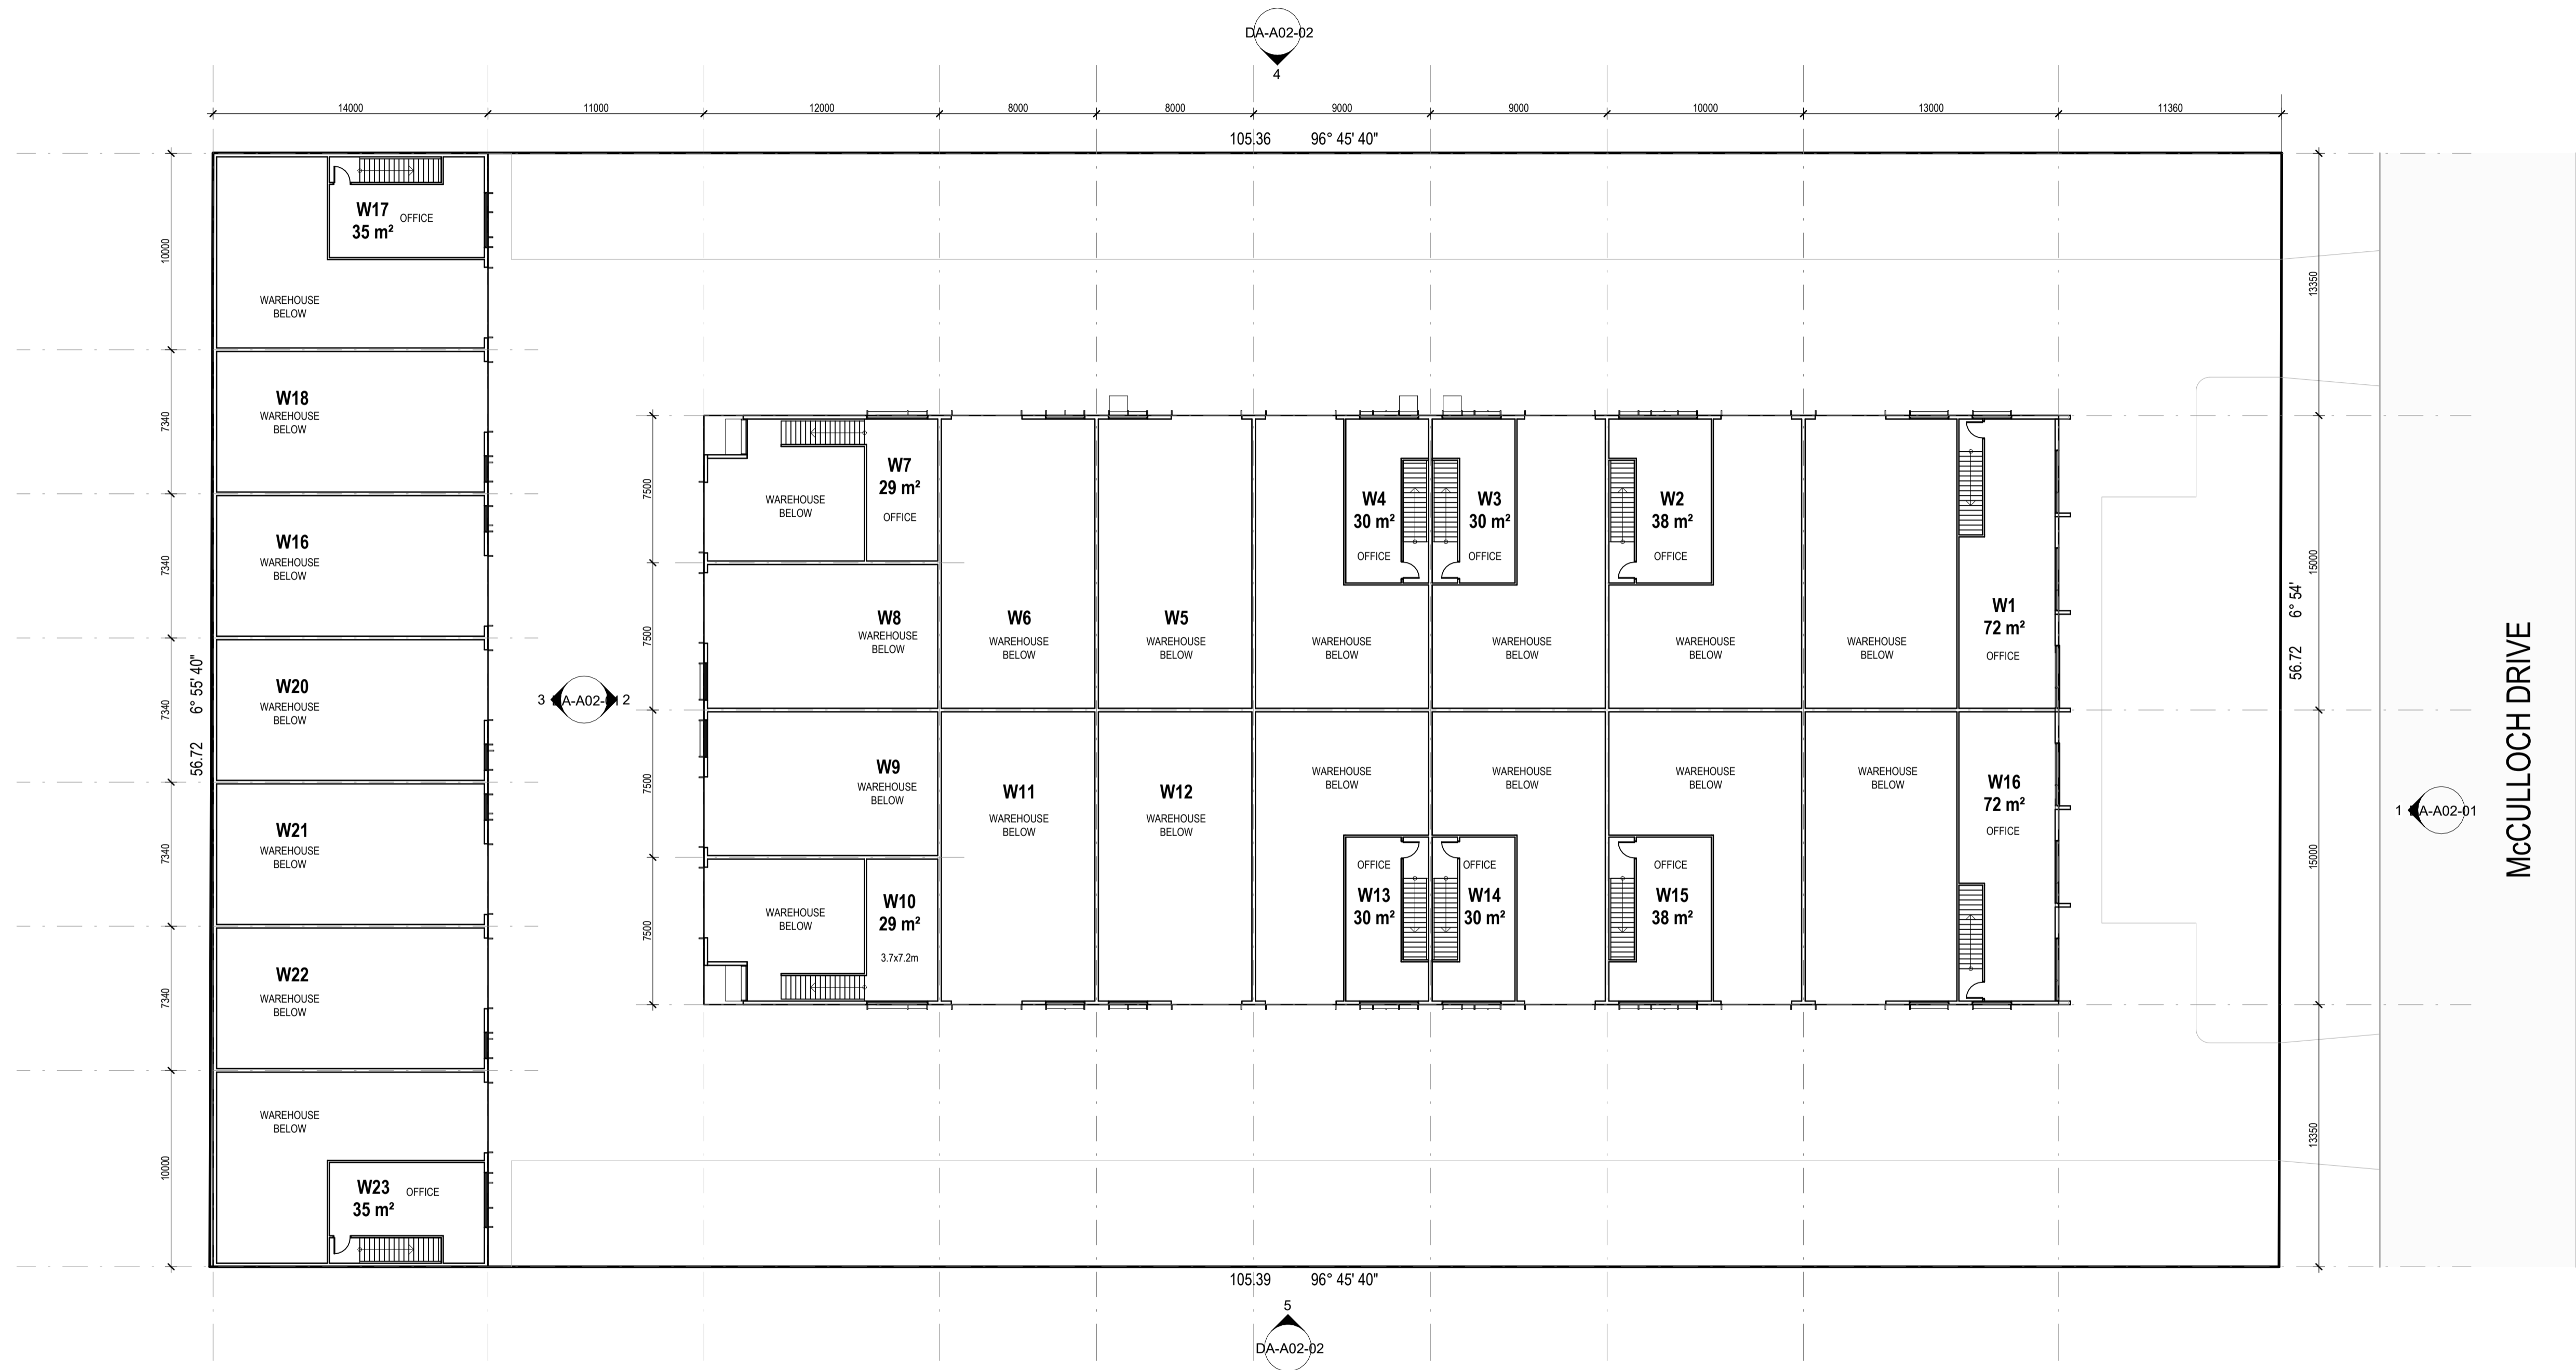 DA-A02-02
4
14000
11000
12000
8000
8000
9000
9000
10000
13000
11360
105.36 96° 45' 40"
10000
7340
7340
7340
7340
7340
10000
56.72 6° 55' 40"
W17
35 m²
OFFICE
WAREHOUSE
BELOW
W18
WAREHOUSE
BELOW
W16
WAREHOUSE
BELOW
W20
WAREHOUSE
BELOW
W21
WAREHOUSE
BELOW
W22
WAREHOUSE
BELOW
WAREHOUSE
BELOW
W23
35 m²
OFFICE
3
2
7500
7500
7500
7500
WAREHOUSE
BELOW
W7
29 m²
OFFICE
W8
WAREHOUSE
BELOW
W9
WAREHOUSE
BELOW
WAREHOUSE
BELOW
W10
29 m²
3.7x7.2m
W6
WAREHOUSE
BELOW
W5
WAREHOUSE
BELOW
W4
30 m²
OFFICE
WAREHOUSE
BELOW
W3
30 m²
OFFICE
WAREHOUSE
BELOW
W2
38 m²
OFFICE
WAREHOUSE
BELOW
WAREHOUSE
BELOW
W1
72 m²
OFFICE
W11
WAREHOUSE
BELOW
W12
WAREHOUSE
BELOW
WAREHOUSE
BELOW
OFFICE
W13
30 m²
WAREHOUSE
BELOW
OFFICE
W14
30 m²
WAREHOUSE
BELOW
OFFICE
W15
38 m²
WAREHOUSE
BELOW
W16
72 m²
OFFICE
13350
15000
15000
13350
56.72 6° 54'
1
A-A02-01
McCULLOCH DRIVE
105.39 96° 45' 40"
5
DA-A02-02